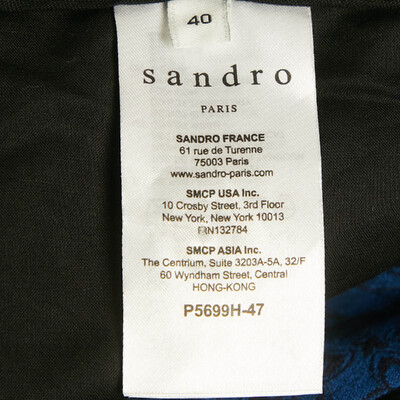 40
sandro
PARIS
SANDRO FRANCE
61 rue de Turenne
75003 Paris
www.sandro-paris.com
SMCP USA Inc.
10 Crosby Street, 3rd Floor
New York, New York 10013
RN132784
SMCP ASIA Inc.
The Centrium, Suite 3203A-5A, 32/F
60 Wyndham Street, Central
HONG-KONG
P5699H-47